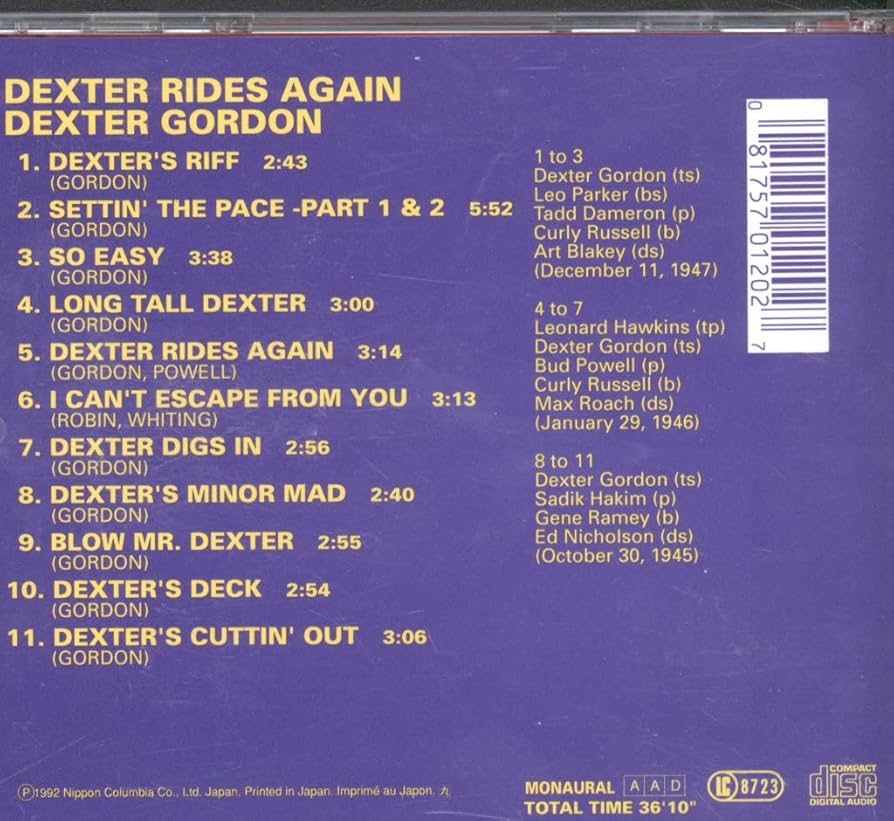 DEXTER RIDES AGAIN
DEXTER GORDON
1. DEXTER'S RIFF 2:43
(GORDON)
2. SETTIN' THE PACE -PART 1 & 2 5:52
(GORDON)
3. SO EASY 3:38
(GORDON)
4. LONG TALL DEXTER 3:00
(GORDON)
5. DEXTER RIDES AGAIN 3:14
(GORDON, POWELL)
6. I CAN'T ESCAPE FROM YOU 3:13
(ROBIN, WHITING)
7. DEXTER DIGS IN 2:56
(GORDON)
8. DEXTER'S MINOR MAD 2:40
(GORDON)
9. BLOW MR. DEXTER 2:55
(GORDON)
10. DEXTER'S DECK 2:54
(GORDON)
11. DEXTER'S CUTTIN' OUT 3:06
(GORDON)
1 to 3
Dexter Gordon (ts)
Leo Parker (bs)
Tadd Dameron (p)
Curly Russell (b)
Art Blakey (ds)
(December 11, 1947)
4 to 7
Leonard Hawkins (tp)
Dexter Gordon (ts)
Bud Powell (p)
Curly Russell (b)
Max Roach (ds)
(January 29, 1946)
8 to 11
Dexter Gordon (ts)
Sadik Hakim (p)
Gene Ramey (b)
Ed Nicholson (ds)
(October 30, 1945)
0 81757 01202 7
Ⓟ1992 Nippon Columbia Co., Ltd. Japan. Printed in Japan. Imprimé au Japon. 九
MONAURAL A A D
TOTAL TIME 36'10"
LC 8723
COMPACT
disc
DIGITAL AUDIO